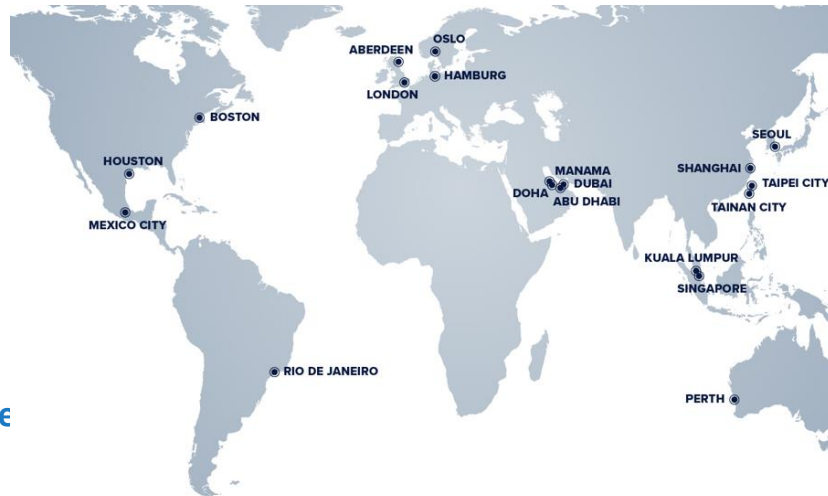 OSLO
ABERDEEN
HAMBURG
LONDON
BOSTON
SEOUL
HOUSTON
SHANGHAI
MANAMA
DUBAI
TAIPEI CITY
DOHA
ABU DHABI
TAINAN CITY
MEXICO CITY
KUALA LUMPUR
SINGAPORE
RIO DE JANEIRO
PERTH
e